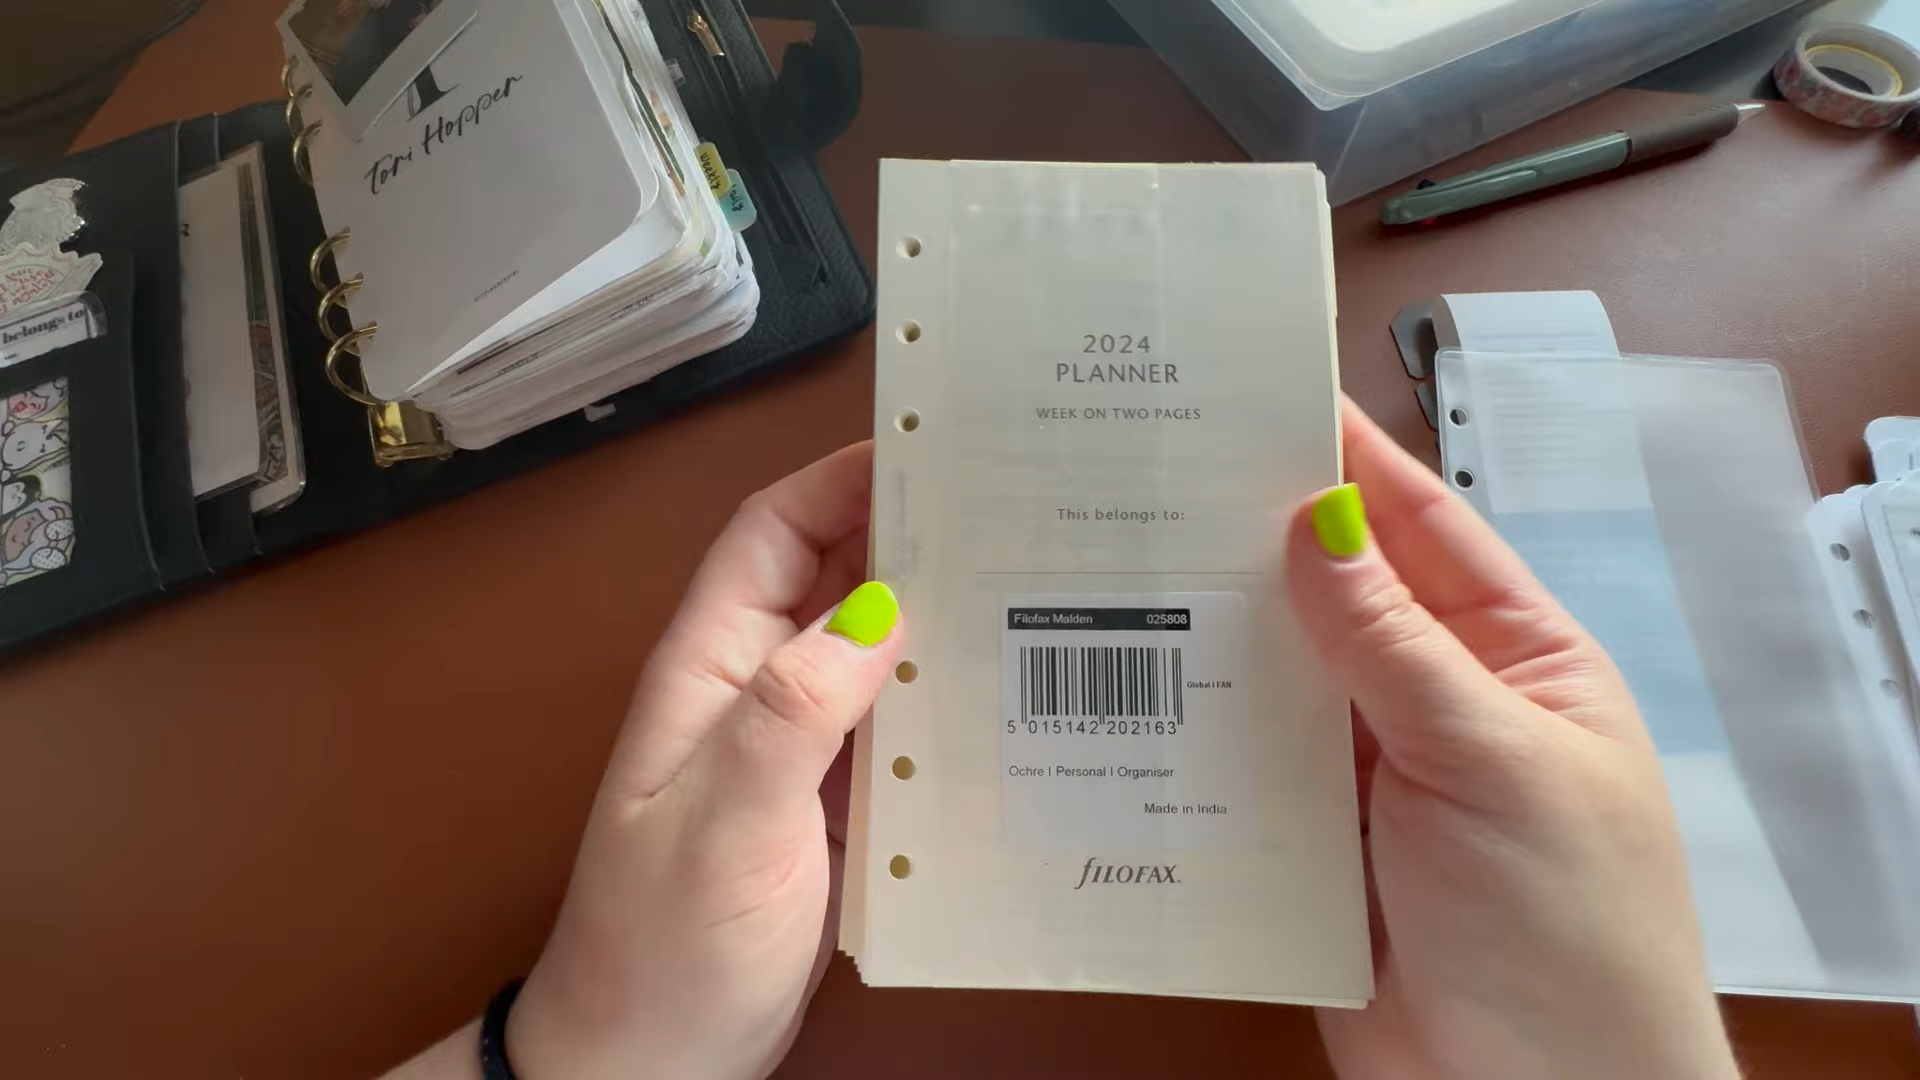 Tori Hopper
Weekly
belongs to
2024
PLANNER
WEEK ON TWO PAGES
This belongs to:
Filofax Malden 025808
Global I EAN
5 015142 202163
Ochre I Personal I Organiser
Made in India
fILOFAX.